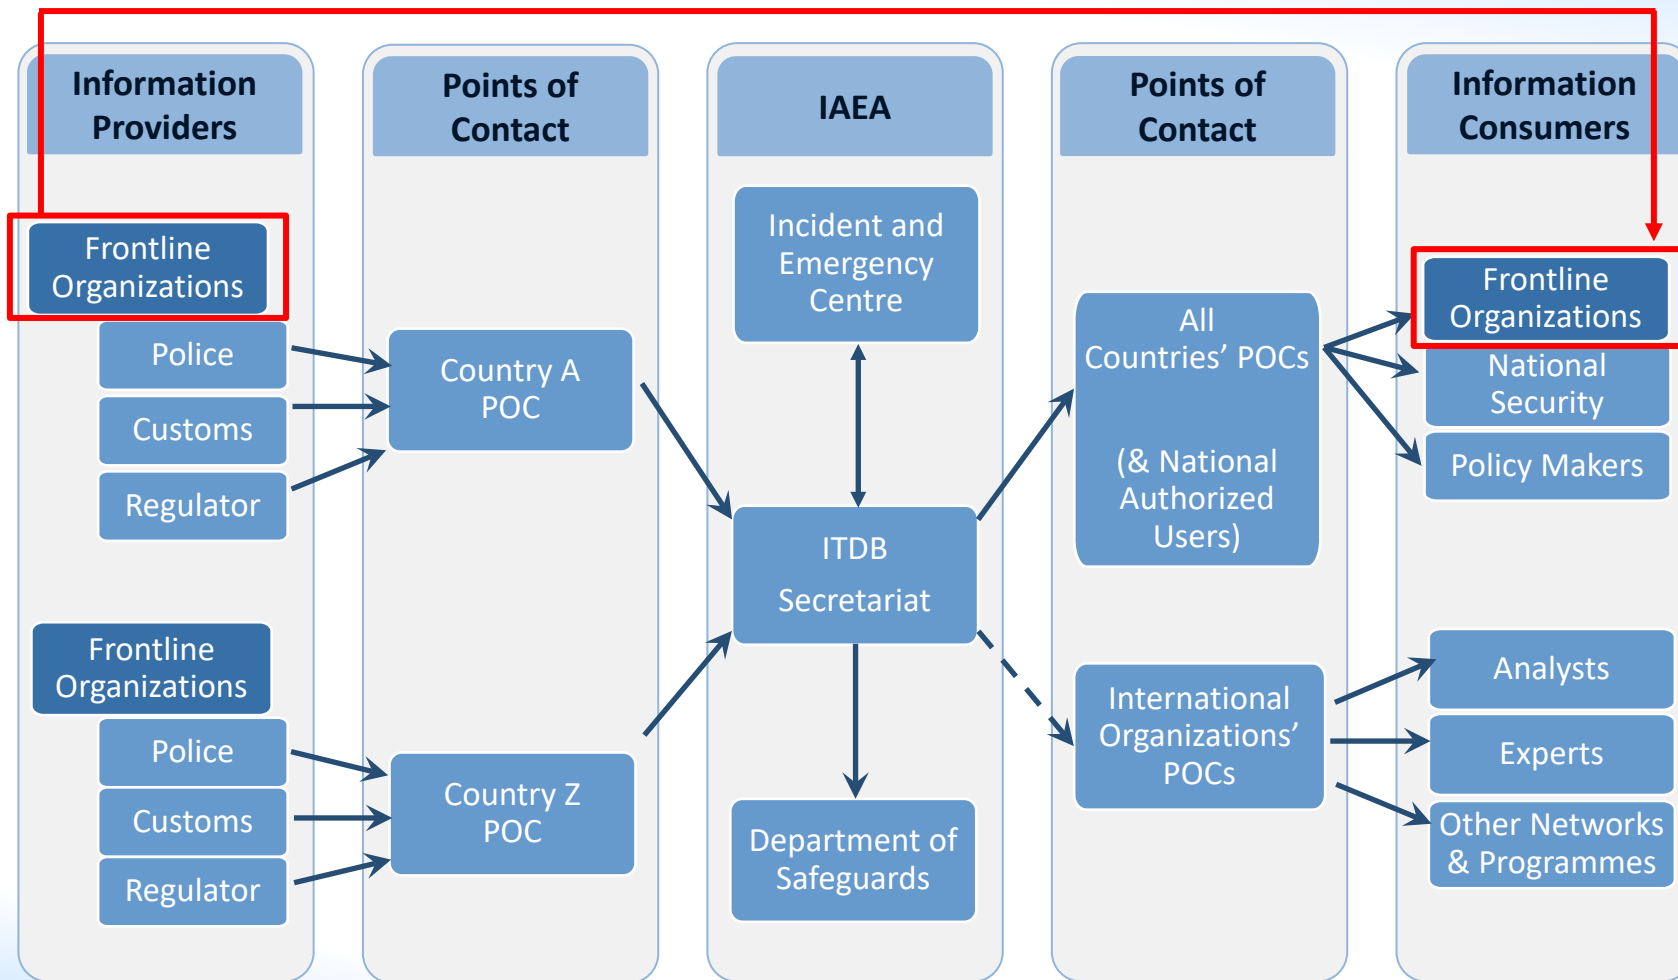 Information
Providers
Points of
Contact
IAEA
Points of
Contact
Information
Consumers
Frontline
Organizations
Police
Customs
Regulator
Frontline
Organizations
Police
Customs
Regulator
Country A
POC
Country Z
POC
Incident and
Emergency
Centre
ITDB
Secretariat
Department of
Safeguards
All
Countries’ POCs
(& National
Authorized
Users)
International
Organizations’
POCs
Frontline
Organizations
National
Security
Policy Makers
Analysts
Experts
Other Networks
& Programmes